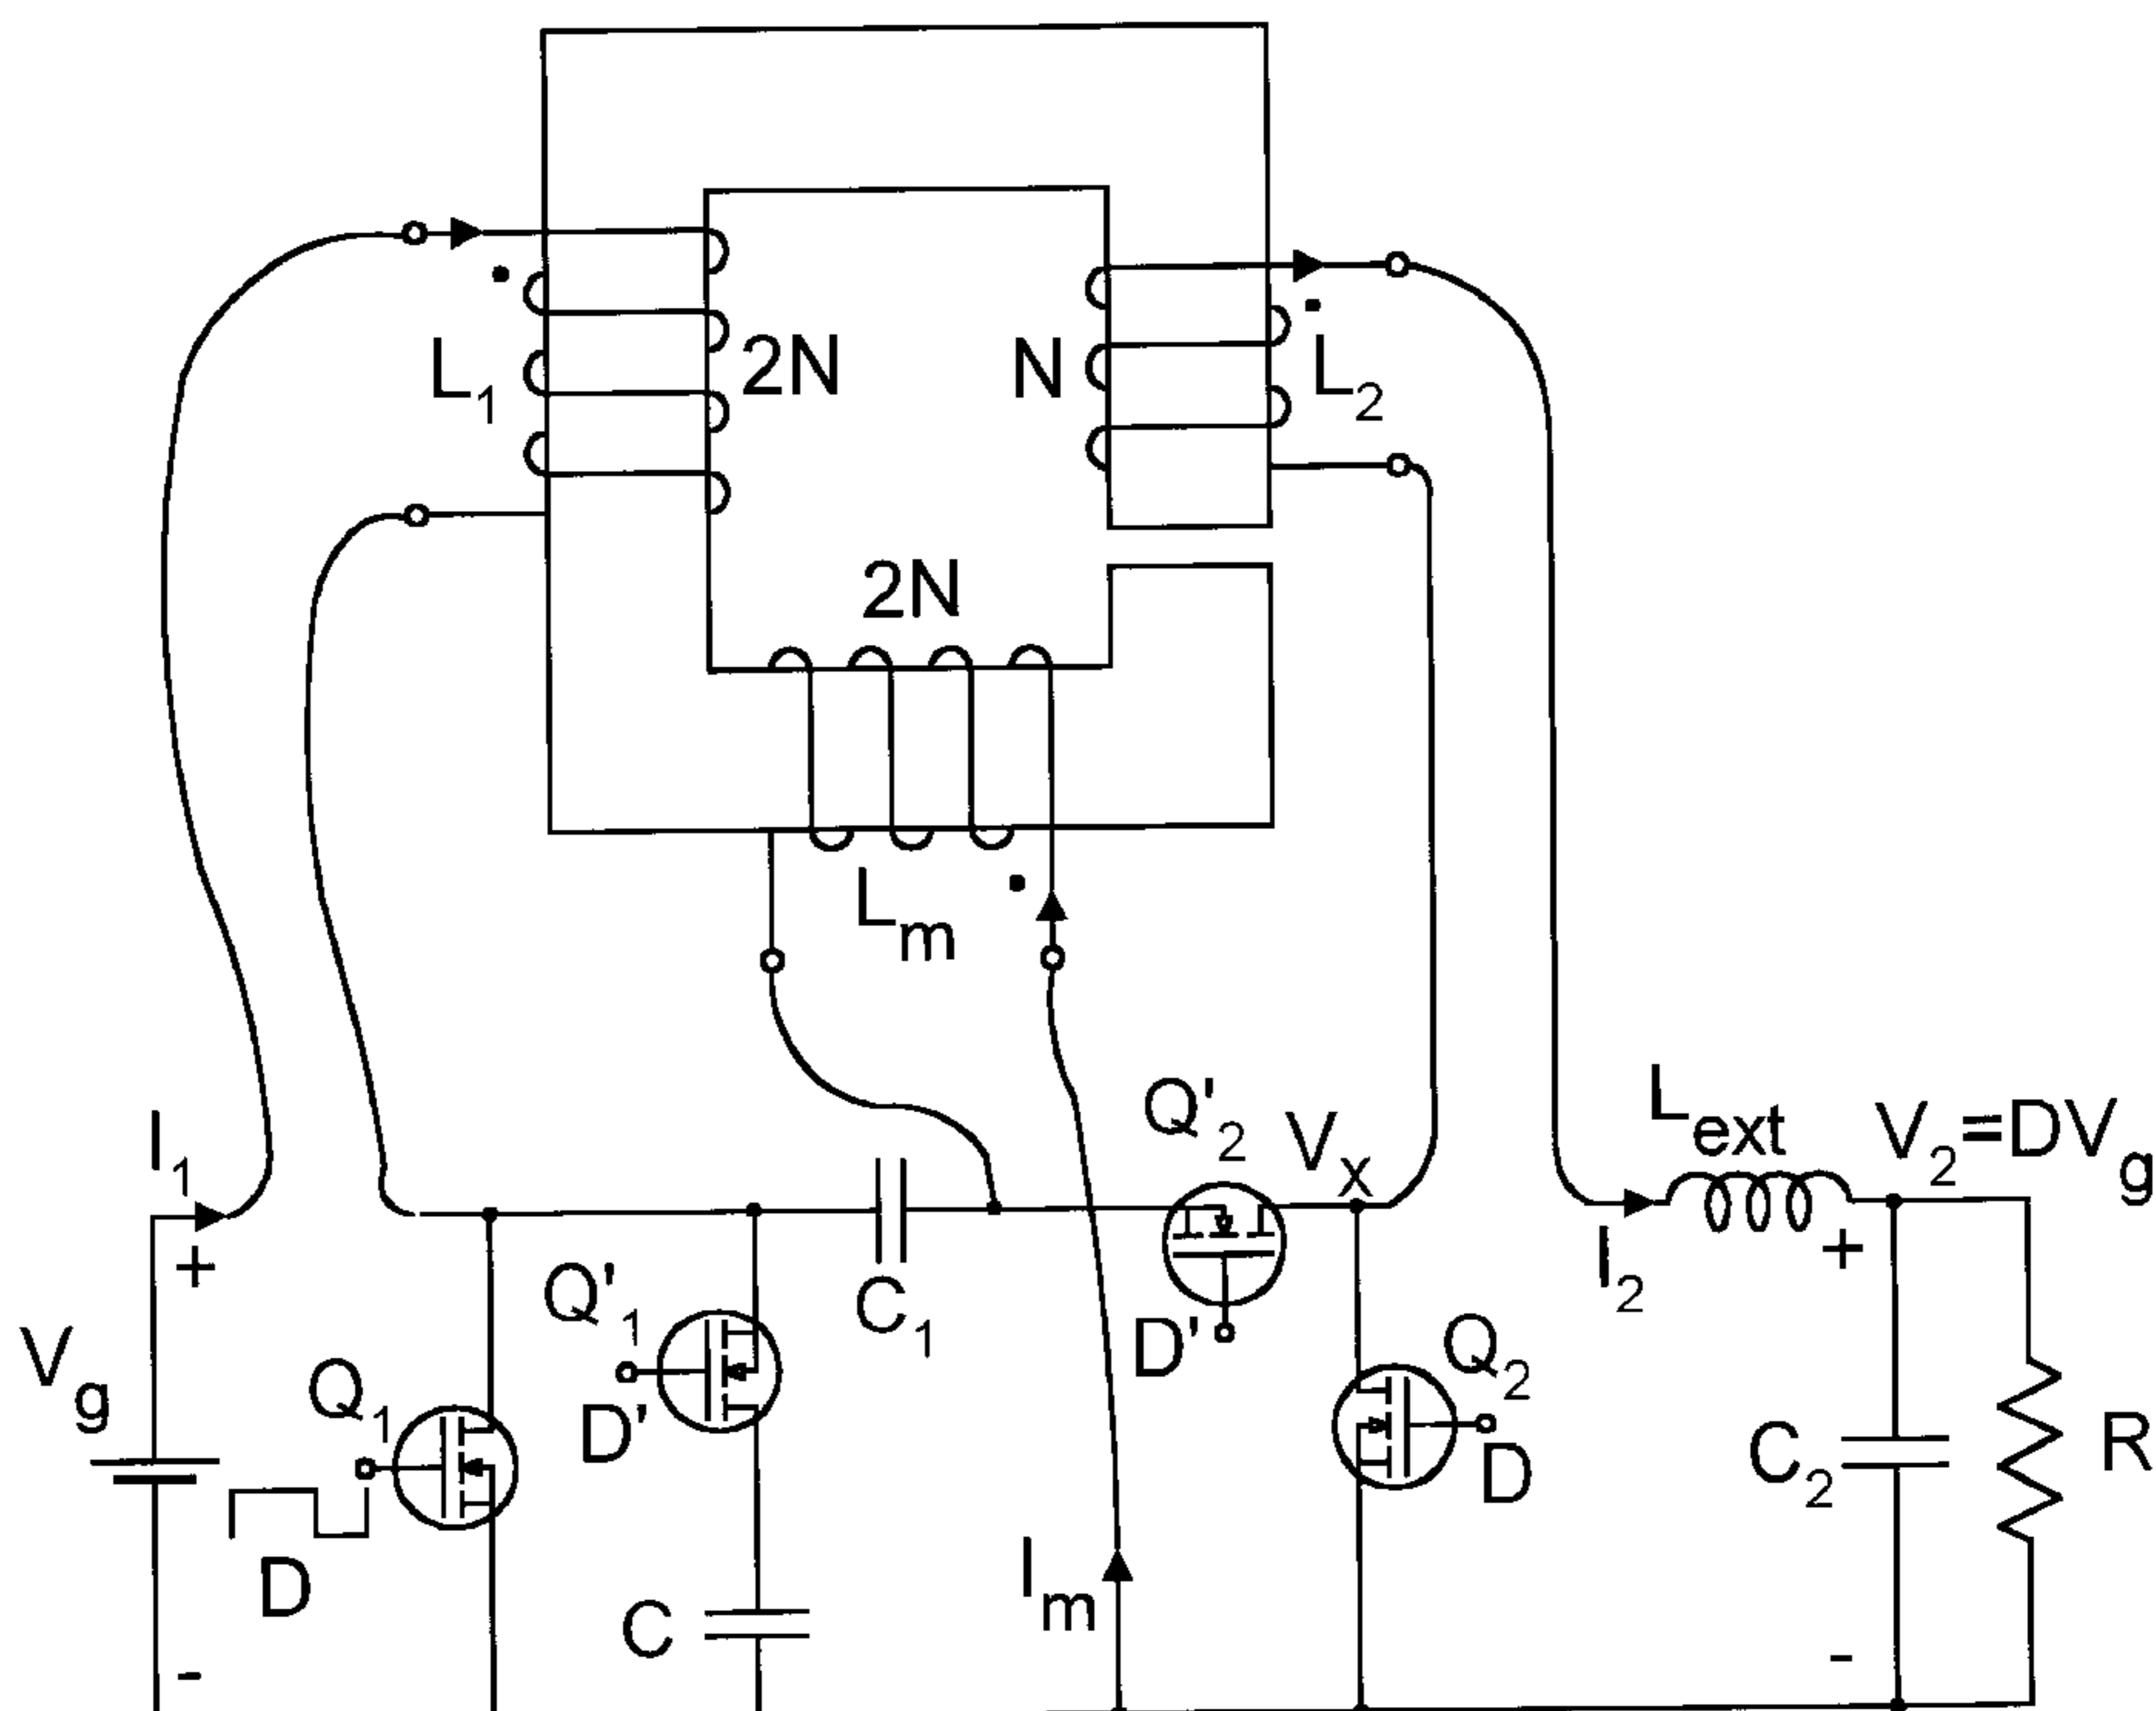 L1
2N
N
L2
2N
Lm
I1
+
Vg
-
Q1
D
Q'1
D'
C
C1
Im
Q'2
D'
VX
Q2
D
Lext
I2
V2=DVg
+
C2
-
R